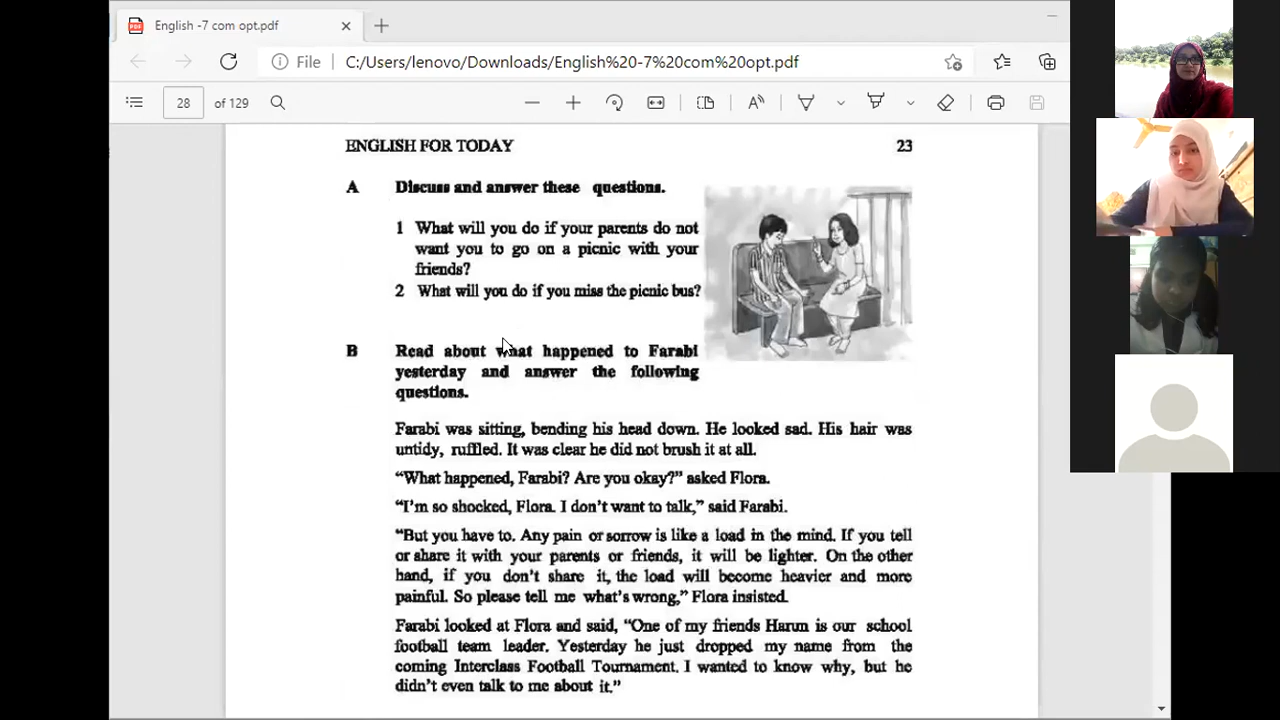 English -7 com opt.pdf
File C:/Users/lenovo/Downloads/English%20-7%20com%20opt.pdf
28 of 129
ENGLISH FOR TODAY 23
A Discuss and answer these questions.
1 What will you do if your parents do not
want you to go on a picnic with your
friends?
2 What will you do if you miss the picnic bus?
B Read about what happened to Farabi
yesterday and answer the following
questions.
Farabi was sitting, bending his head down. He looked sad. His hair was
untidy, ruffled. It was clear he did not brush it at all.
“What happened, Farabi? Are you okay?” asked Flora.
“I’m so shocked, Flora. I don’t want to talk,” said Farabi.
“But you have to. Any pain or sorrow is like a load in the mind. If you tell
or share it with your parents or friends, it will be lighter. On the other
hand, if you don’t share it, the load will become heavier and more
painful. So please tell me what’s wrong,” Flora insisted.
Farabi looked at Flora and said, “One of my friends Harun is our school
football team leader. Yesterday he just dropped my name from the
coming Interclass Football Tournament. I wanted to know why, but he
didn’t even talk to me about it.”